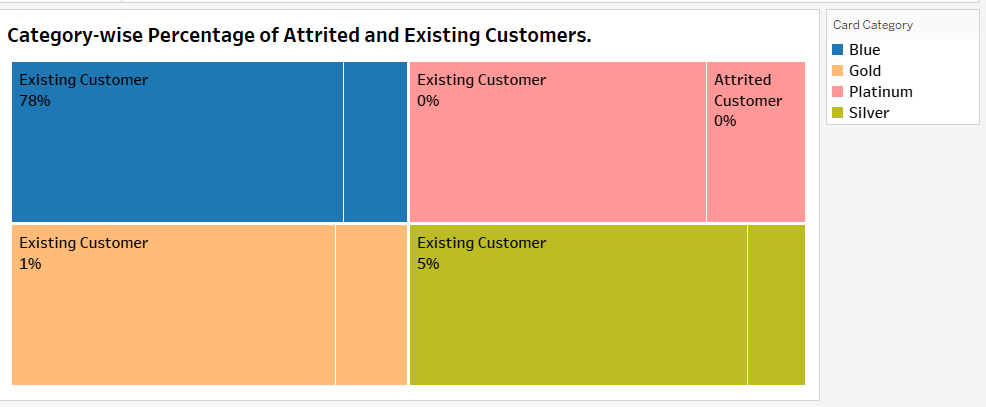 Category-wise Percentage of Attrited and Existing Customers.
Existing Customer
78%
Existing Customer
0%
Attrited
Customer
0%
Existing Customer
1%
Existing Customer
5%
Card Category
Blue
Gold
Platinum
Silver